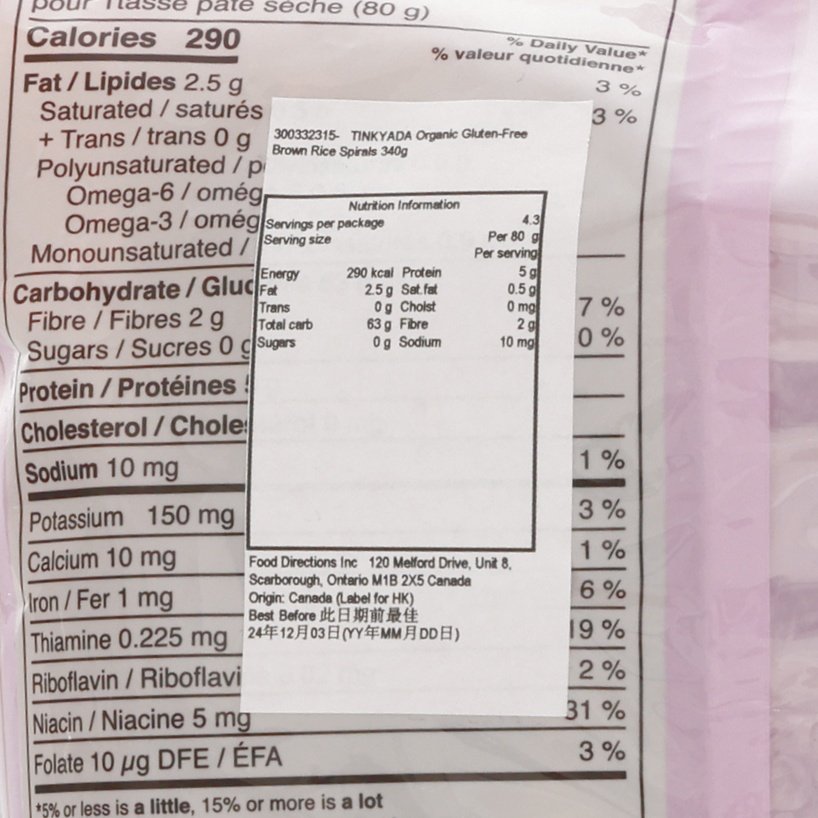 pour 1 tasse pâte sèche (80 g)
Calories 290
% Daily Value*
% valeur quotidienne*
Fat / Lipides 2.5 g 3 %
Saturated / saturés 3 %
+ Trans / trans 0 g
Polyunsaturated / p
Omega-6 / omég
Omega-3 / omég
Monounsaturated /
Carbohydrate / Gluc
Fibre / Fibres 2 g 7 %
Sugars / Sucres 0 g 0 %
Protein / Protéines
Cholesterol / Choles
Sodium 10 mg 1 %
Potassium 150 mg 3 %
Calcium 10 mg 1 %
Iron / Fer 1 mg 6 %
Thiamine 0.225 mg 19 %
Riboflavin / Riboflavi 2 %
Niacin / Niacine 5 mg 31 %
Folate 10 µg DFE / ÉFA 3 %
*5% or less is a little, 15% or more is a lot
300332315- TINKYADA Organic Gluten-Free
Brown Rice Spirals 340g
Nutrition Information
Servings per package 4.3
Serving size Per 80 g
Per serving
Energy 290 kcal Protein 5 g
Fat 2.5 g Sat.fat 0.5 g
Trans 0 g Cholst 0 mg
Total carb 63 g Fibre 2 g
Sugars 0 g Sodium 10 mg
Food Directions Inc 120 Melford Drive, Unit 8,
Scarborough, Ontario M1B 2X5 Canada
Origin: Canada (Label for HK)
Best Before 此日期前最佳
24年12月03日(YY年MM月DD日)